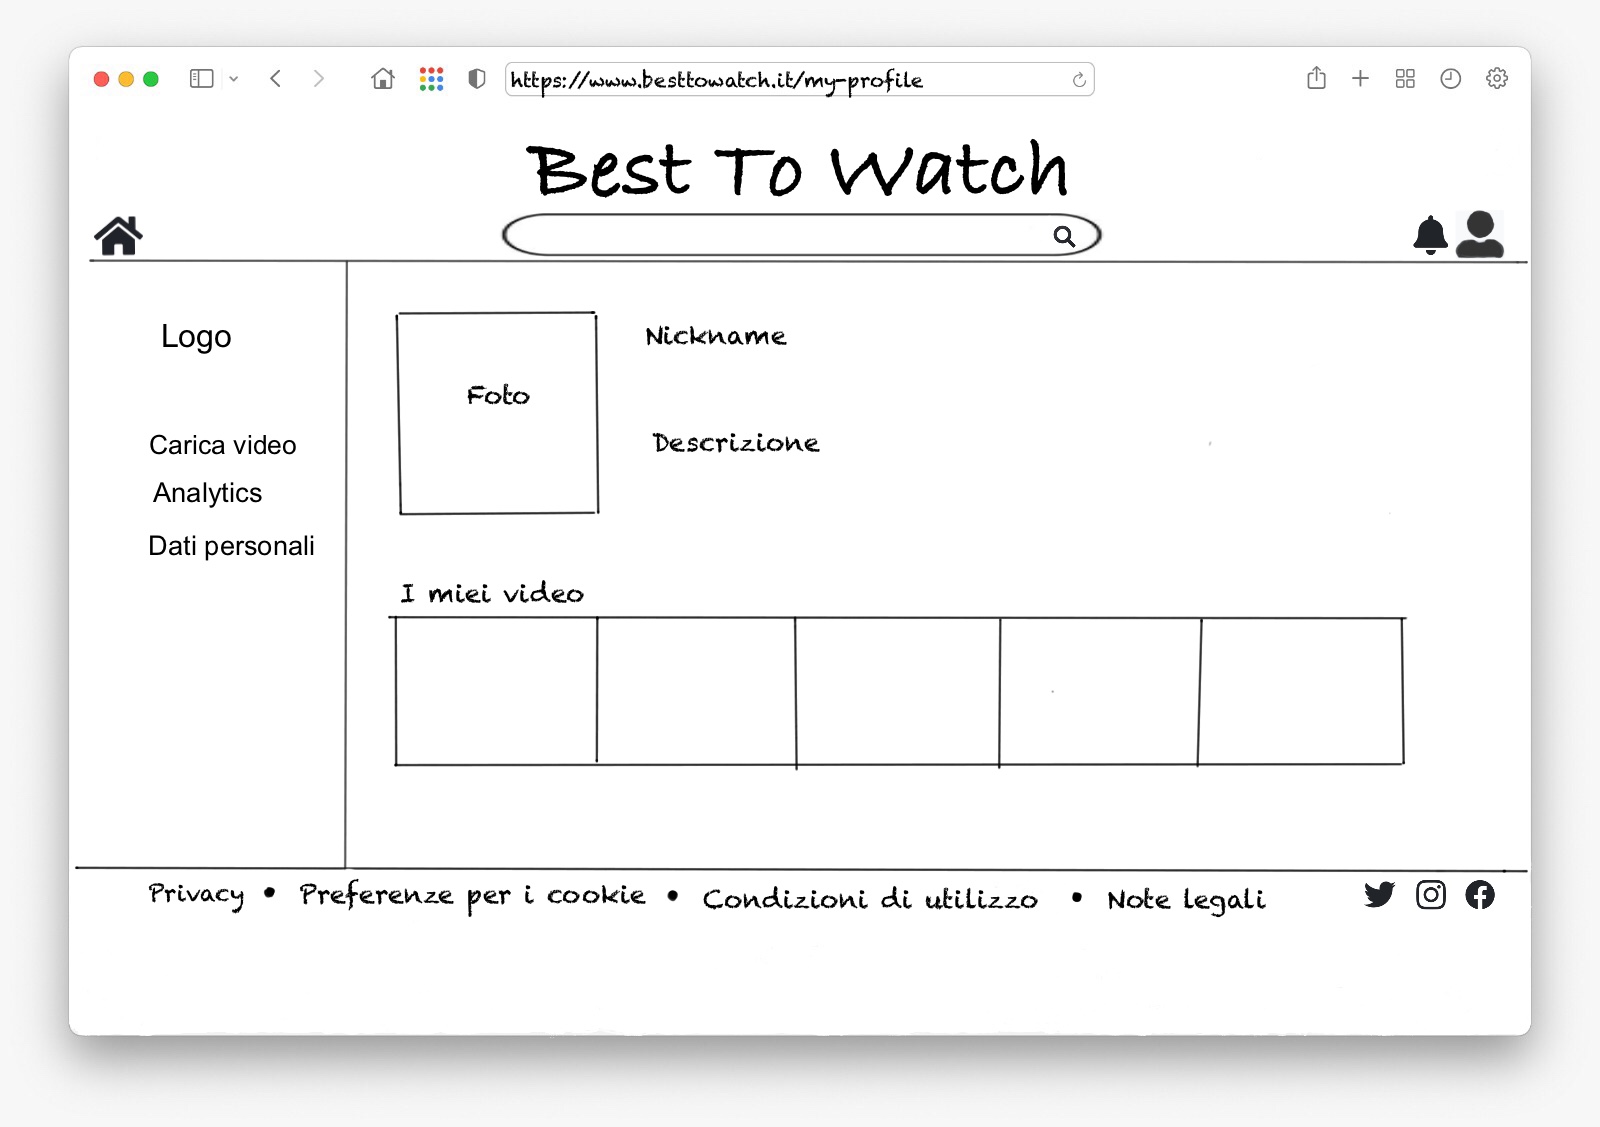 https://www.besttowatch.it/my-profile
Best To Watch
Logo
Carica video
Analytics
Dati personali
Foto
Nickname
Descrizione
I miei video
Privacy • Preferenze per i cookie • Condizioni di utilizzo • Note legali